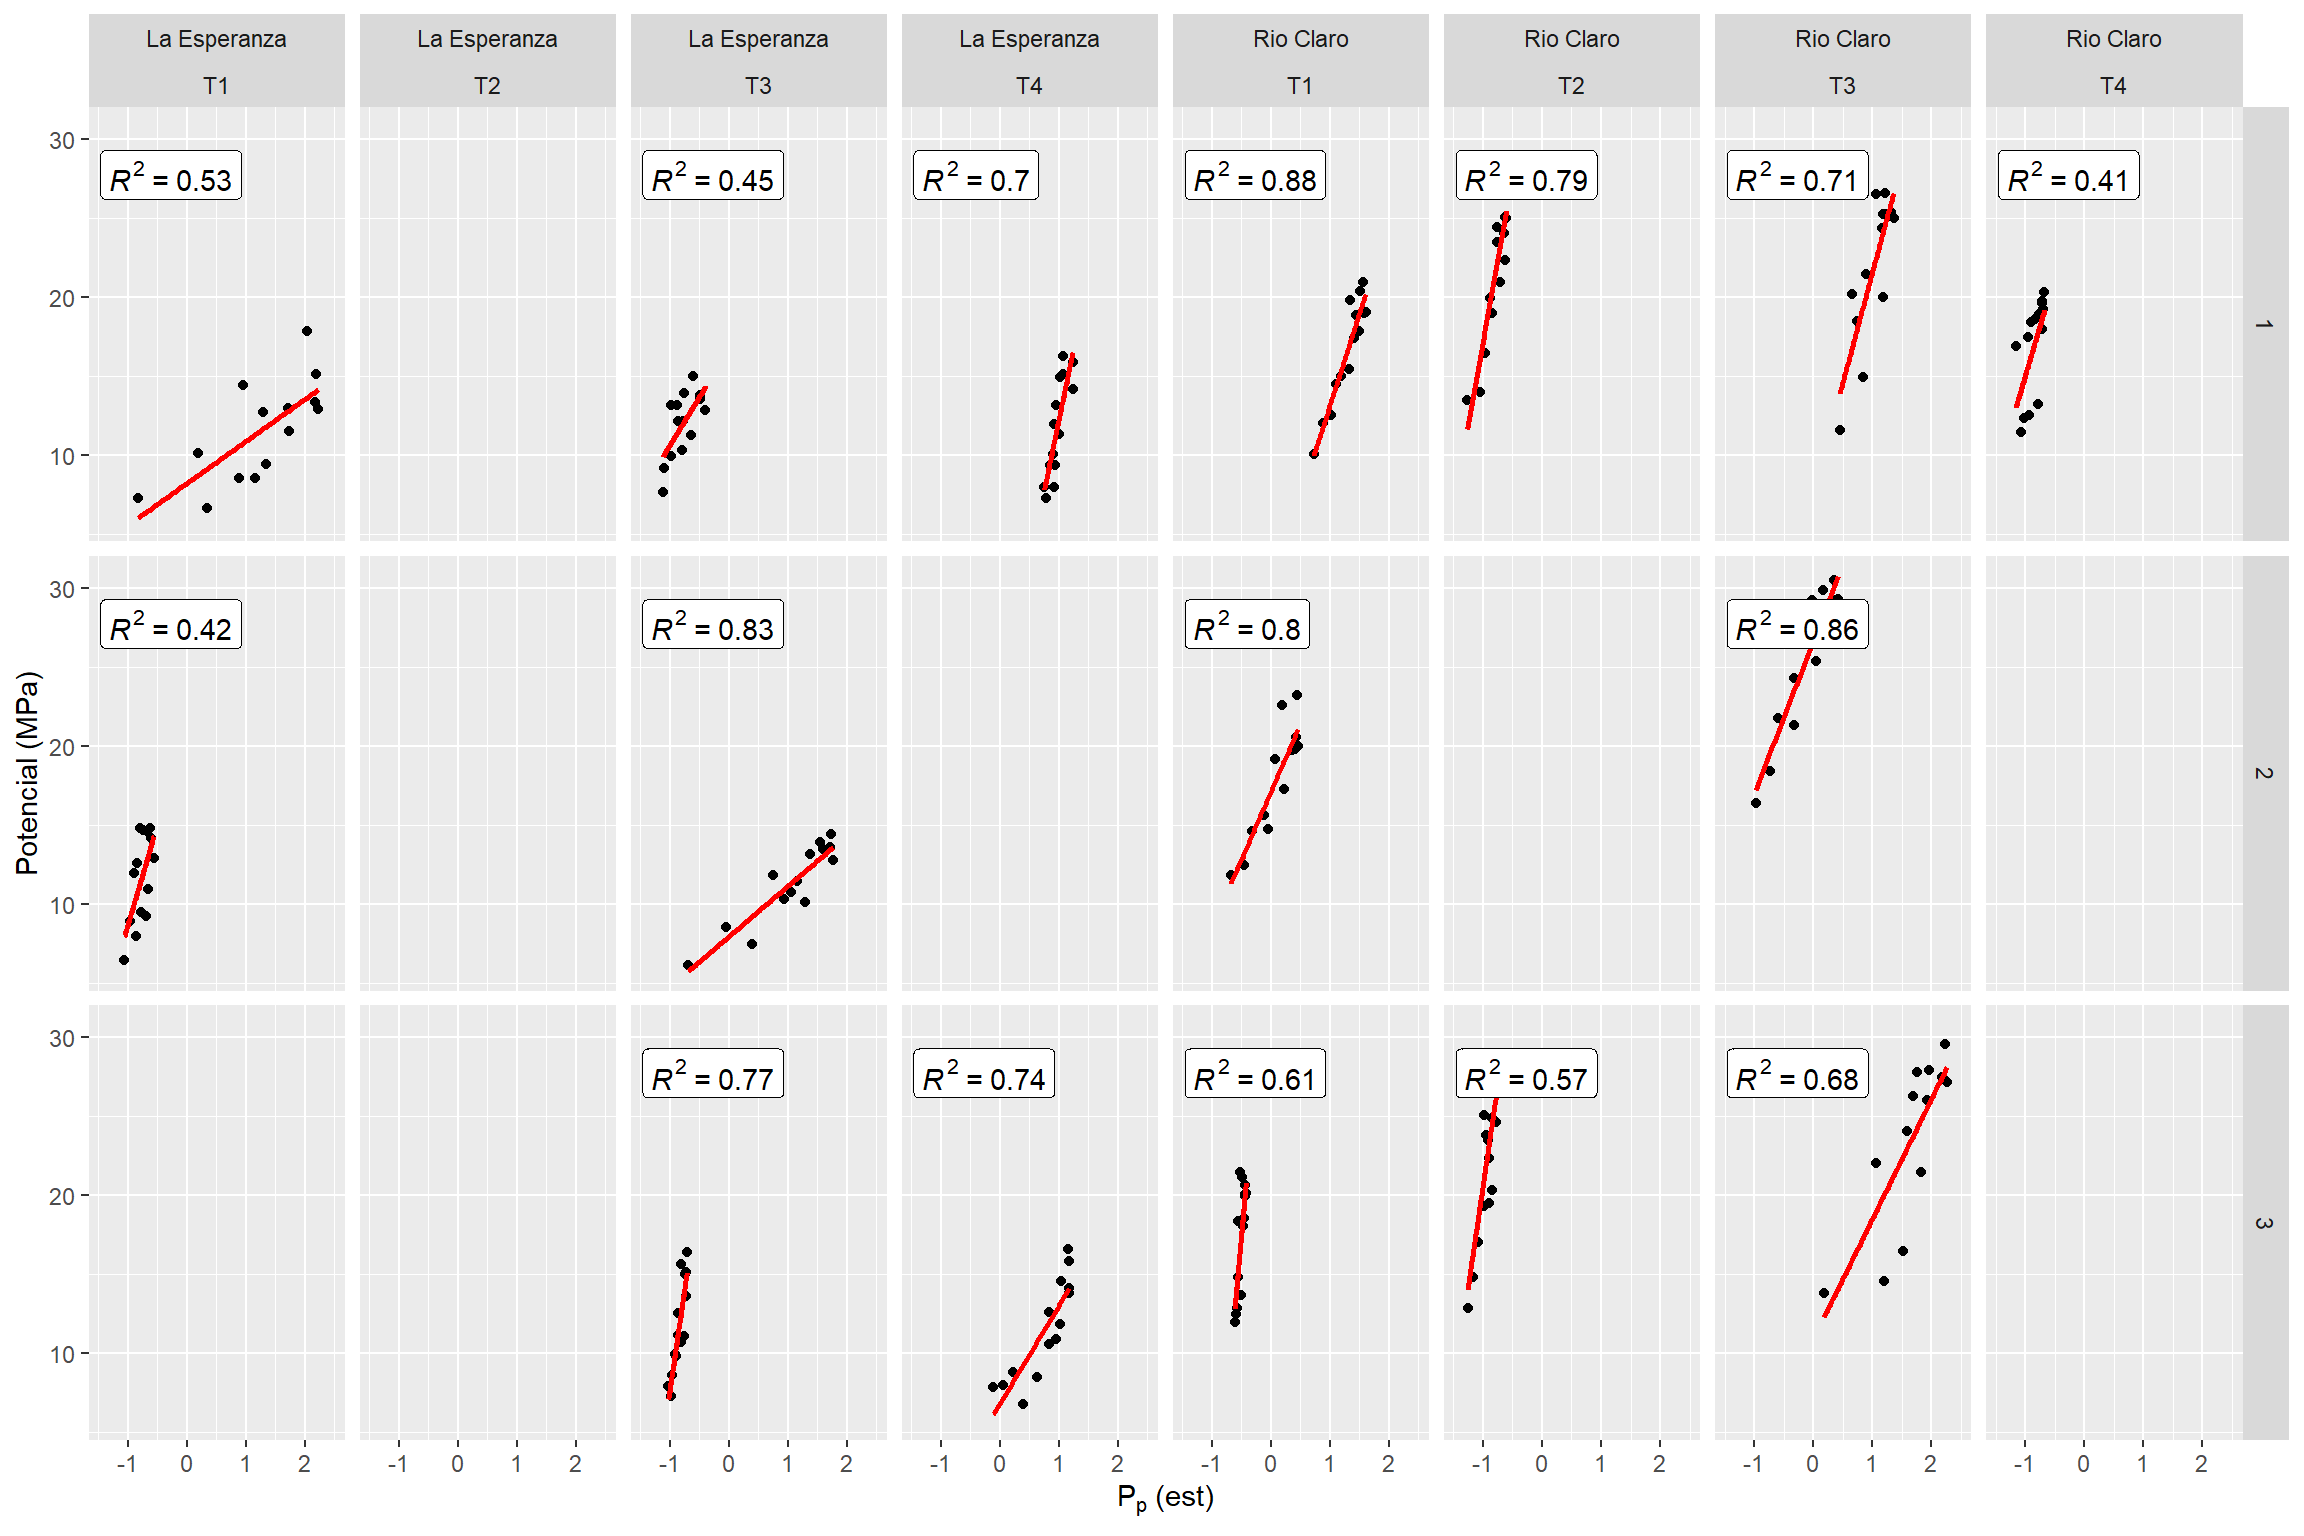 La Esperanza La Esperanza La Esperanza La Esperanza Rio Claro Rio Claro Rio Claro Rio Claro
T1 T2 T3 T4 T1 T2 T3 T4
30
R² = 0.53 R² = 0.45 R² = 0.7 R² = 0.88 R² = 0.79 R² = 0.71 R² = 0.41
20
1
10
30
R² = 0.42 R² = 0.83 R² = 0.8 R² = 0.86
20
2
10
Potencial (MPa)
30
R² = 0.77 R² = 0.74 R² = 0.61 R² = 0.57 R² = 0.68
20
3
10
-1 0 1 2 -1 0 1 2 -1 0 1 2 -1 0 1 2 -1 0 1 2 -1 0 1 2 -1 0 1 2 -1 0 1 2
Pₚ (est)